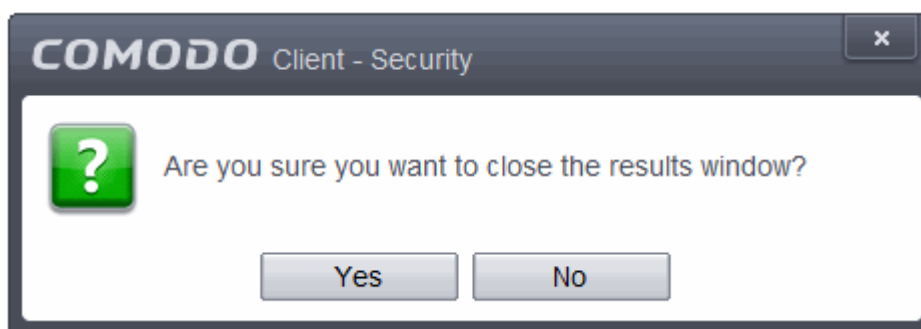 COMODO Client - Security
Are you sure you want to close the results window?
Yes No